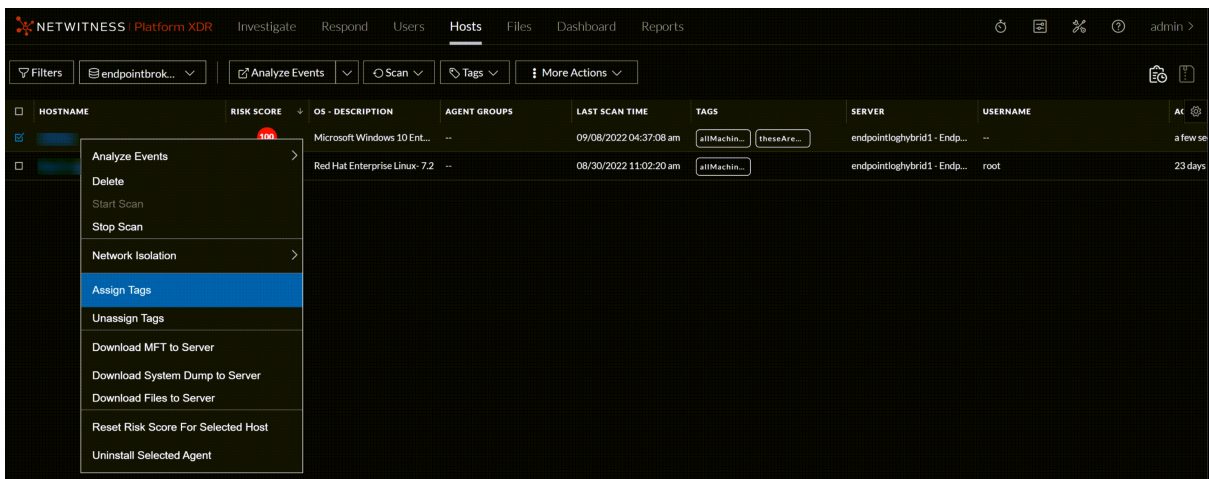 NETWITNESS Platform XDR Investigate Respond Users Hosts Files Dashboard Reports admin >
Filters endpointbrok... Analyze Events Scan Tags More Actions
HOSTNAME RISK SCORE OS - DESCRIPTION AGENT GROUPS LAST SCAN TIME TAGS SERVER USERNAME AC
100 Microsoft Windows 10 Ent... -- 09/08/2022 04:37:08 am allMachin... theseAre... endpointloghybrid1 - Endp... -- a few se
Red Hat Enterprise Linux- 7.2 -- 08/30/2022 11:02:20 am allMachin... endpointloghybrid1 - Endp... root 23 days
Analyze Events
Delete
Start Scan
Stop Scan
Network Isolation
Assign Tags
Unassign Tags
Download MFT to Server
Download System Dump to Server
Download Files to Server
Reset Risk Score For Selected Host
Uninstall Selected Agent